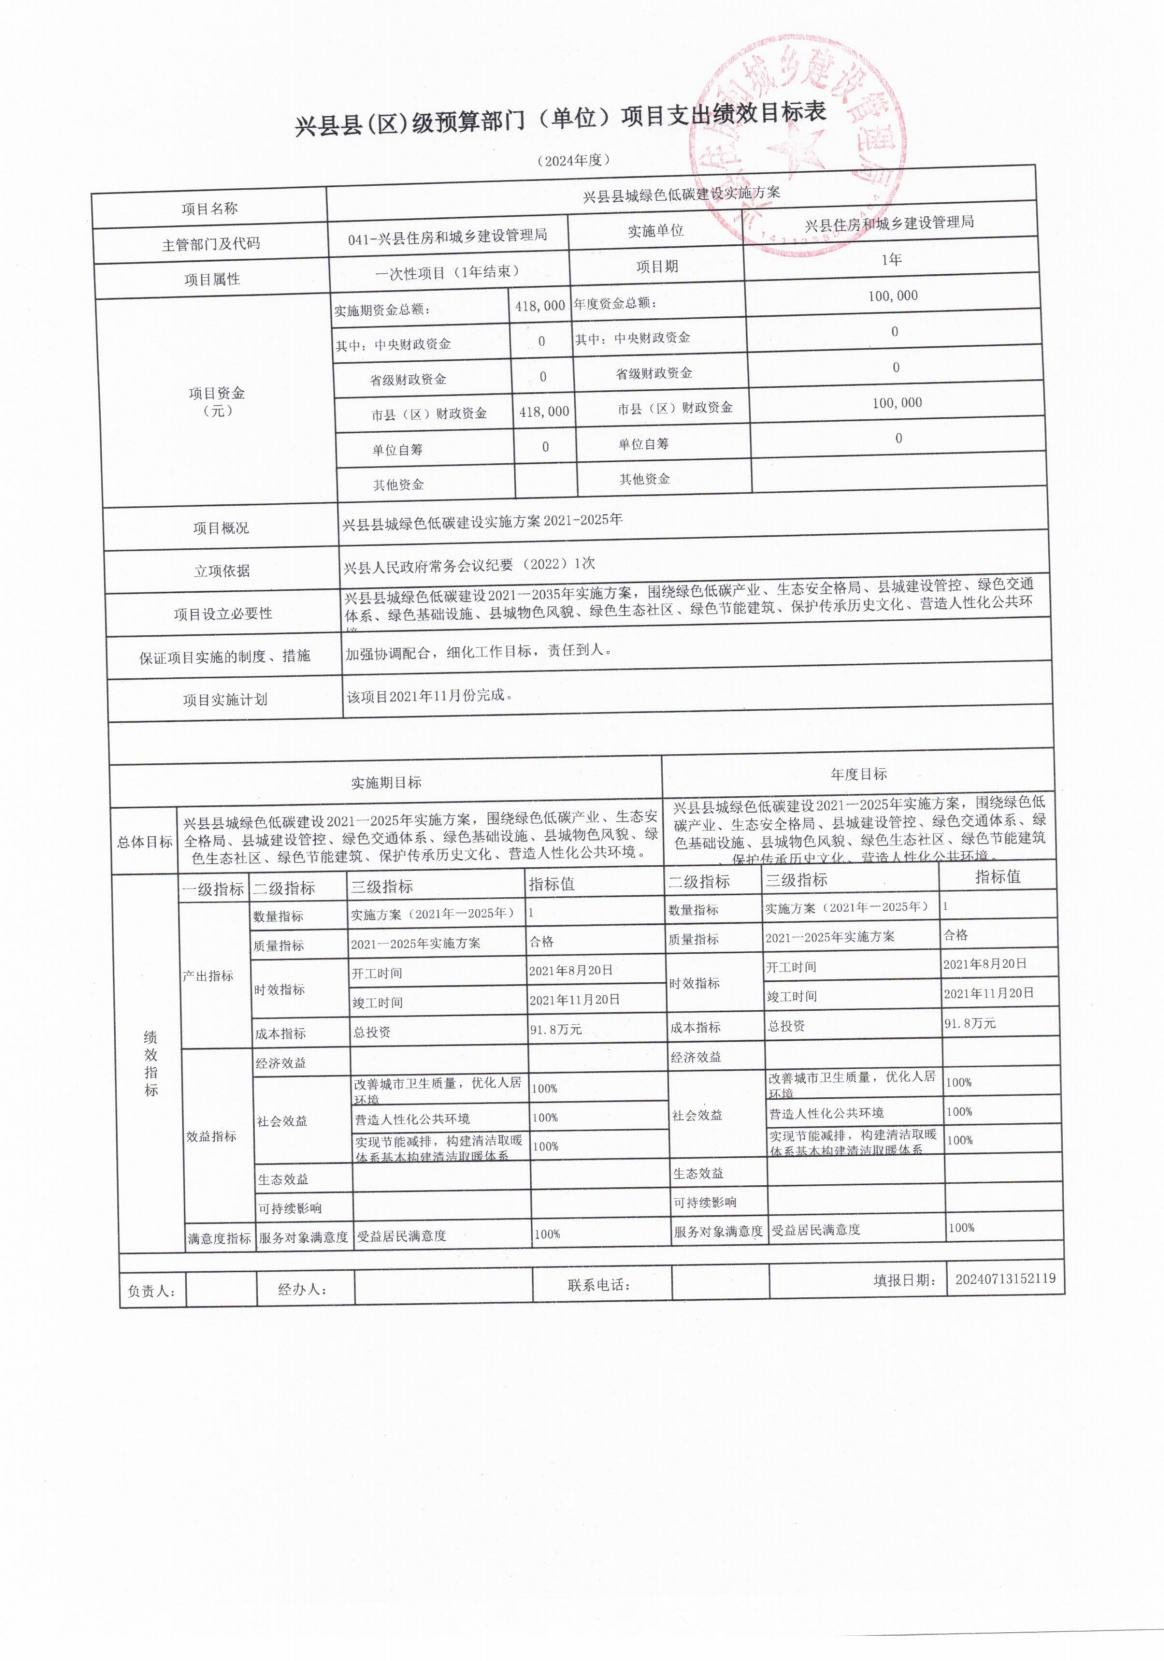 兴县县(区)级预算部门（单位）项目支出绩效目标表
（2024年度）
项目名称 兴县县城绿色低碳建设实施方案
主管部门及代码 041-兴县住房和城乡建设管理局 实施单位 兴县住房和城乡建设管理局
项目属性 一次性项目（1年结束） 项目期 1年
项目资金
（元）
实施期资金总额： 418,000 年度资金总额： 100,000
其中：中央财政资金 0 其中：中央财政资金 0
省级财政资金 0 省级财政资金 0
市县（区）财政资金 418,000 市县（区）财政资金 100,000
单位自筹 0 单位自筹 0
其他资金 其他资金
项目概况 兴县县城绿色低碳建设实施方案2021-2025年
立项依据 兴县人民政府常务会议纪要（2022）1次
项目设立必要性 兴县县城绿色低碳建设2021—2035年实施方案，围绕绿色低碳产业、生态安全格局、县城建设管控、绿色交通
体系、绿色基础设施、县城物色风貌、绿色生态社区、绿色节能建筑、保护传承历史文化、营造人性化公共环
保证项目实施的制度、措施 加强协调配合，细化工作目标，责任到人。
项目实施计划 该项目2021年11月份完成。
实施期目标 年度目标
总体目标
兴县县城绿色低碳建设2021—2025年实施方案，围绕绿色低碳产业、生态安
全格局、县城建设管控、绿色交通体系、绿色基础设施、县城物色风貌、绿
色生态社区、绿色节能建筑、保护传承历史文化、营造人性化公共环境。
兴县县城绿色低碳建设2021—2025年实施方案，围绕绿色低
碳产业、生态安全格局、县城建设管控、绿色交通体系、绿
色基础设施、县城物色风貌、绿色生态社区、绿色节能建筑
、保护传承历史文化、营造人性化公共环境。
绩效指标
一级指标 二级指标 三级指标 指标值 二级指标 三级指标 指标值
产出指标
数量指标 实施方案（2021年—2025年） 1 数量指标 实施方案（2021年—2025年） 1
质量指标 2021—2025年实施方案 合格 质量指标 2021—2025年实施方案 合格
时效指标 开工时间 2021年8月20日 时效指标 开工时间 2021年8月20日
竣工时间 2021年11月20日 竣工时间 2021年11月20日
成本指标 总投资 91.8万元 成本指标 总投资 91.8万元
效益指标
经济效益 经济效益
社会效益 改善城市卫生质量，优化人居环境 100% 社会效益 改善城市卫生质量，优化人居环境 100%
营造人性化公共环境 100% 营造人性化公共环境 100%
实现节能减排，构建清洁取暖体系基本构建清洁取暖体系 100% 实现节能减排，构建清洁取暖体系基本构建清洁取暖体系 100%
生态效益 生态效益
可持续影响 可持续影响
满意度指标 服务对象满意度 受益居民满意度 100% 服务对象满意度 受益居民满意度 100%
负责人： 经办人： 联系电话： 填报日期： 20240713152119